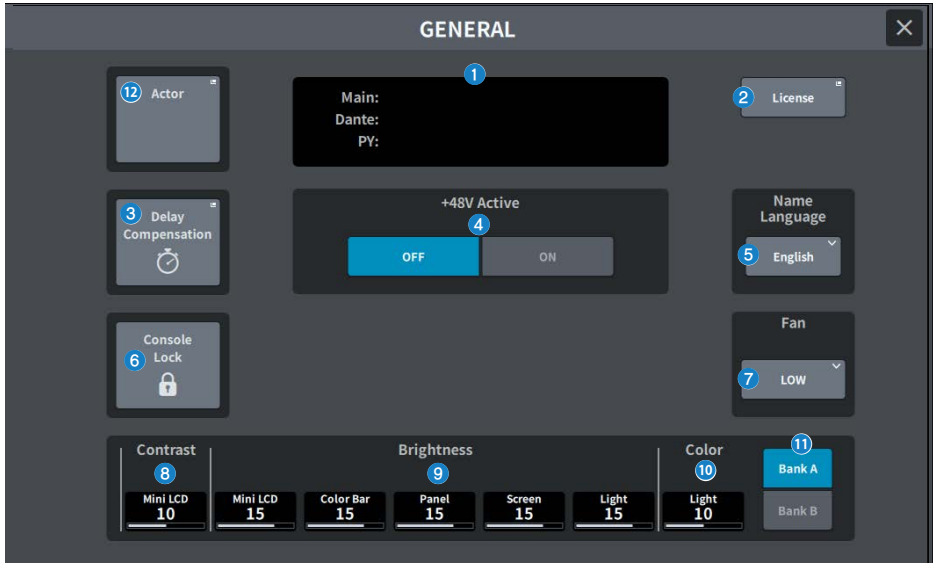 GENERAL
1
12 Actor
Main:
Dante:
PY:
2 License
3 Delay
Compensation
+48V Active
4
OFF ON
Name
Language
5 English
Console
6 Lock
Fan
7 LOW
Contrast Brightness Color
8 9 10 11
Bank A
Mini LCD Mini LCD Color Bar Panel Screen Light Light
10 15 15 15 15 15 10
Bank B